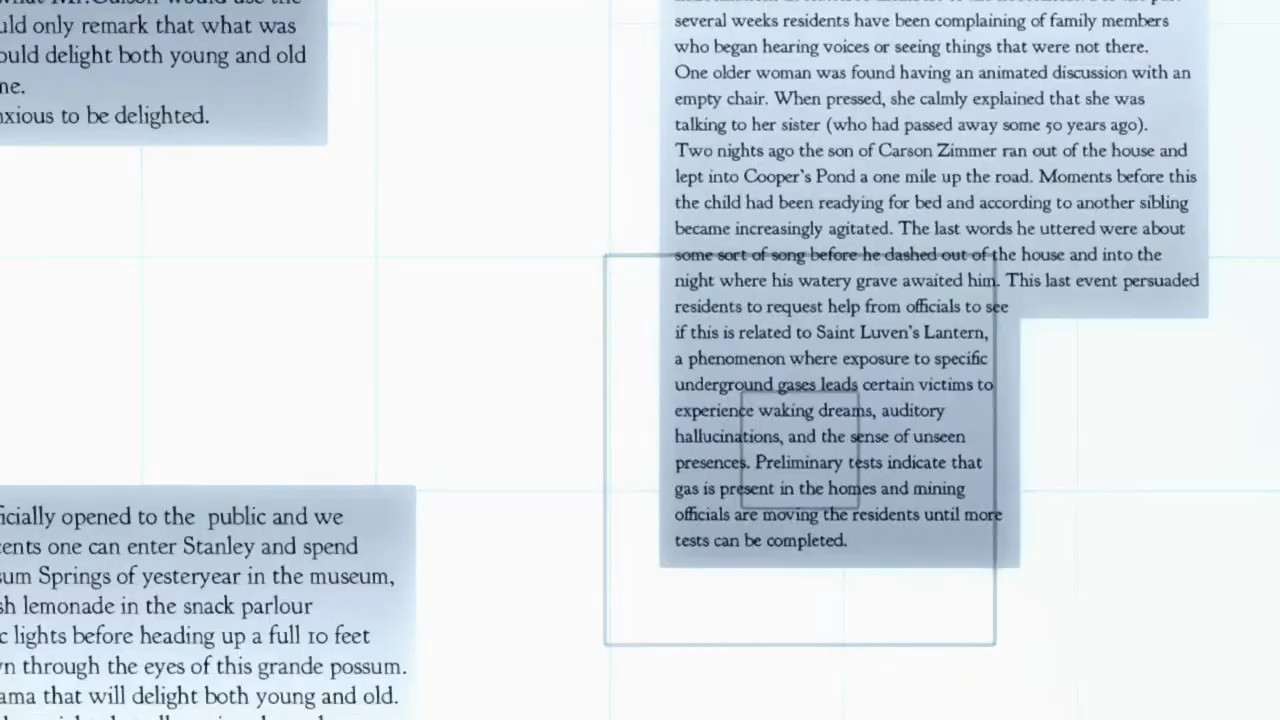 uld only remark that what was
ould delight both young and old
ne.
nxious to be delighted.
several weeks residents have been complaining of family members
who began hearing voices or seeing things that were not there.
One older woman was found having an animated discussion with an
empty chair. When pressed, she calmly explained that she was
talking to her sister (who had passed away some 50 years ago).
Two nights ago the son of Carson Zimmer ran out of the house and
lept into Cooper's Pond a one mile up the road. Moments before this
the child had been readying for bed and according to another sibling
became increasingly agitated. The last words he uttered were about
some sort of song before he dashed out of the house and into the
night where his watery grave awaited him. This last event persuaded
residents to request help from officials to see
if this is related to Saint Luven's Lantern,
a phenomenon where exposure to specific
underground gases leads certain victims to
experience waking dreams, auditory
hallucinations, and the sense of unseen
presences. Preliminary tests indicate that
gas is present in the homes and mining
officials are moving the residents until more
tests can be completed.
ficially opened to the public and we
cents one can enter Stanley and spend
sum Springs of yesteryear in the museum,
sh lemonade in the snack parlour
c lights before heading up a full 10 feet
wn through the eyes of this grande possum.
ama that will delight both young and old.